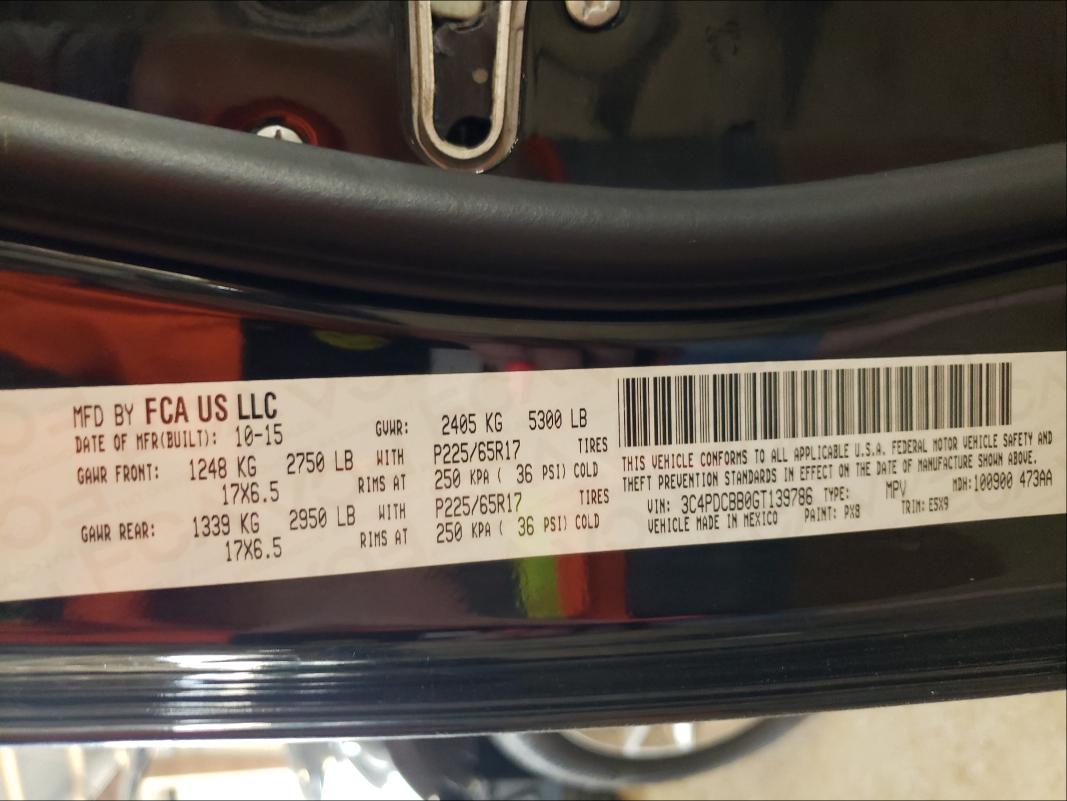 MFD BY FCA US LLC
DATE OF MFR(BUILT): 10-15 GVWR: 2405 KG 5300 LB
GAWR FRONT: 1248 KG 2750 LB WITH P225/65R17 TIRES
17X6.5 RIMS AT 250 KPA ( 36 PSI) COLD
GAWR REAR: 1339 KG 2950 LB WITH P225/65R17 TIRES
17X6.5 RIMS AT 250 KPA ( 36 PSI) COLD
THIS VEHICLE CONFORMS TO ALL APPLICABLE U.S.A. FEDERAL MOTOR VEHICLE SAFETY AND
THEFT PREVENTION STANDARDS IN EFFECT ON THE DATE OF MANUFACTURE SHOWN ABOVE.
VIN: 3C4PDCBB0GT139786 TYPE: MPV MDH:100900 473AA
VEHICLE MADE IN MEXICO PAINT: PX8 TRIM: E5X9